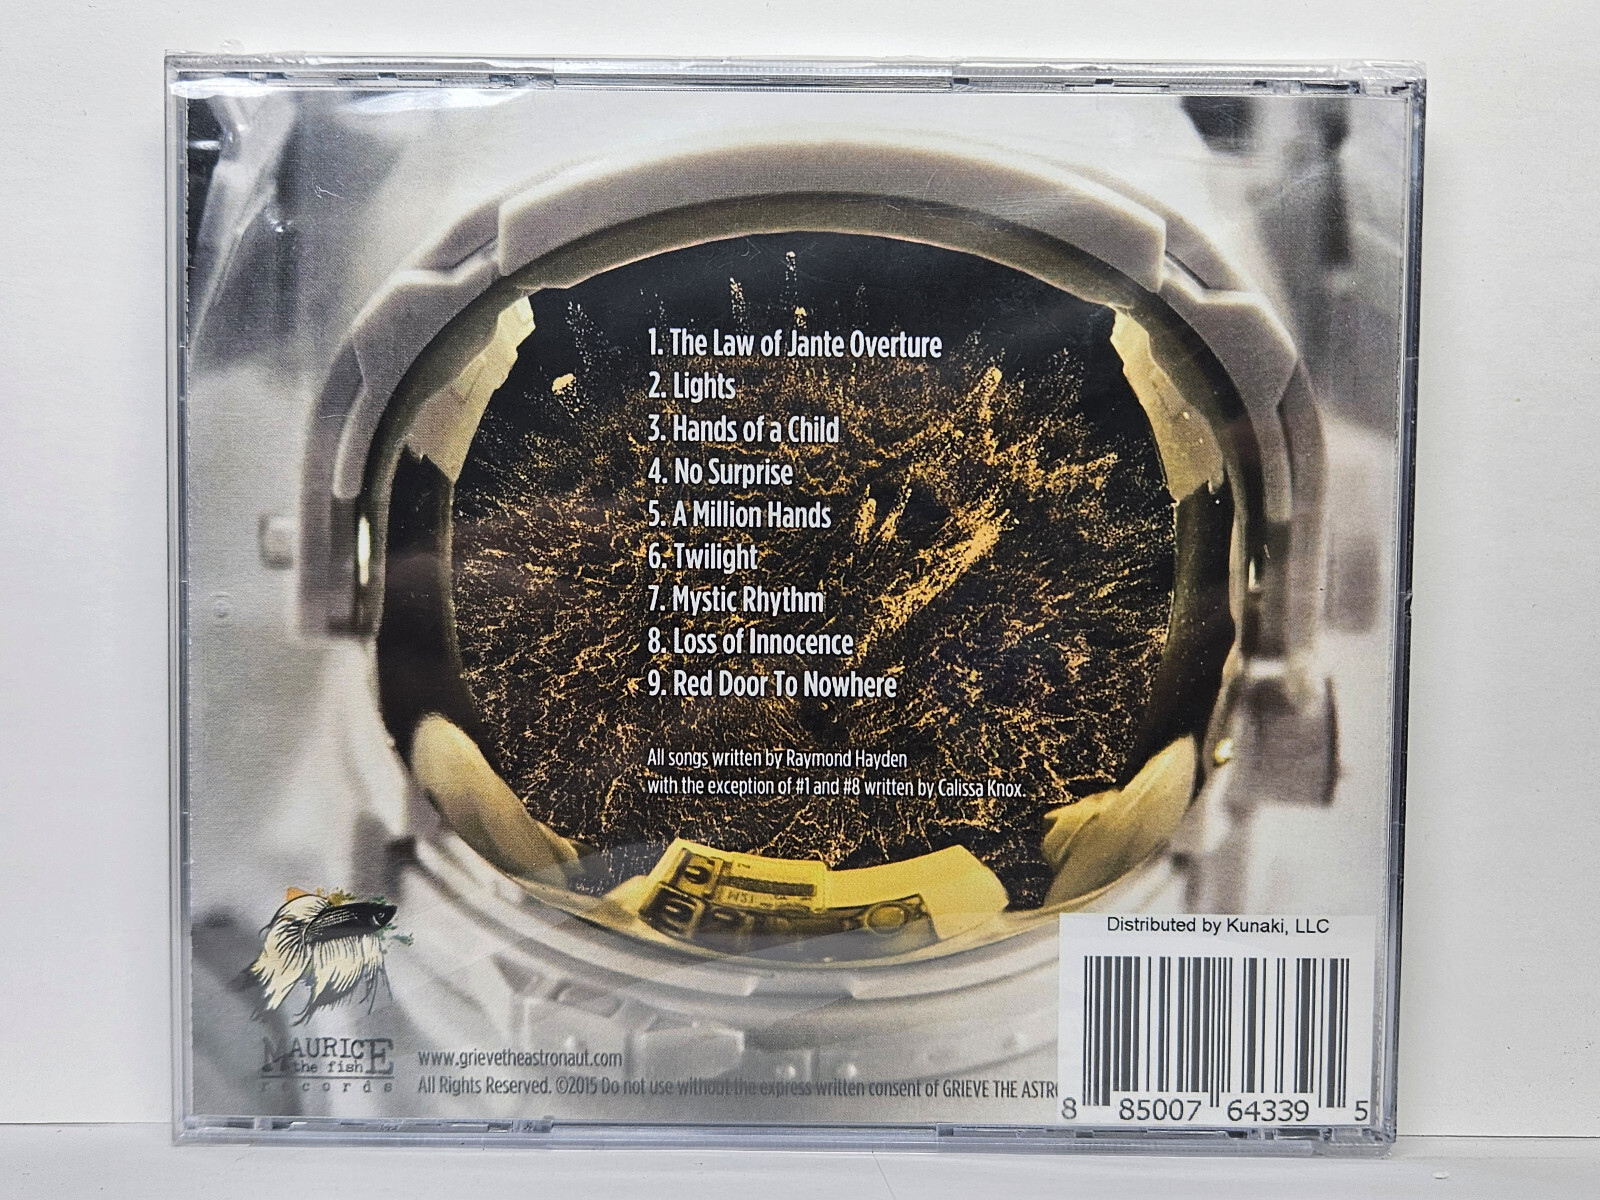 1. The Law of Jante Overture
2. Lights
3. Hands of a Child
4. No Surprise
5. A Million Hands
6. Twilight
7. Mystic Rhythm
8. Loss of Innocence
9. Red Door To Nowhere
All songs written by Raymond Hayden
with the exception of #1 and #8 written by Calissa Knox.
Distributed by Kunaki, LLC
MAURICE
the fish
records
www.grievetheastronaut.com
All Rights Reserved. ©2015 Do not use without the express written consent of GRIEVE THE ASTRO
8 85007 64339 5